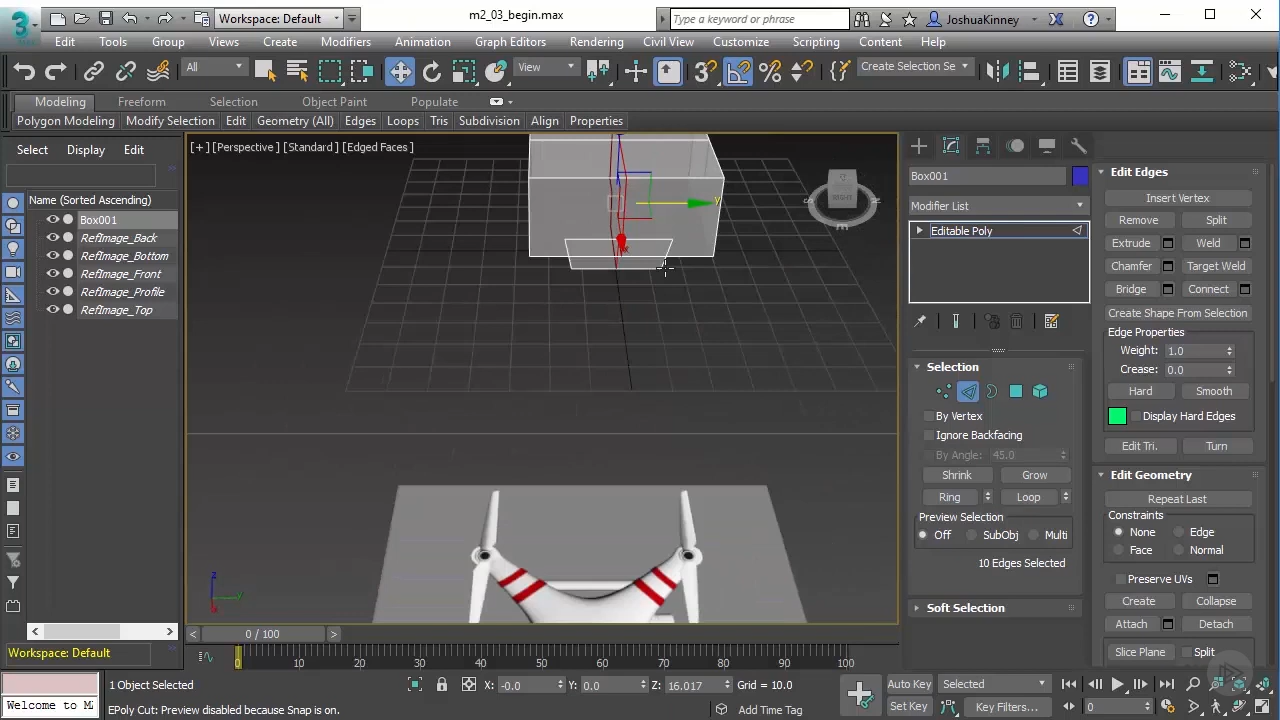 3
Workspace: Default
m2_03_begin.max
Type a keyword or phrase
JoshuaKinney
Edit Tools Group Views Create Modifiers Animation Graph Editors Rendering Civil View Customize Scripting Content Help
All
View
3
Create Selection Se
Modeling Freeform Selection Object Paint Populate
Polygon Modeling Modify Selection Edit Geometry (All) Edges Loops Tris Subdivision Align Properties
Select Display Edit
[+] [Perspective] [Standard] [Edged Faces]
Name (Sorted Ascending)
Box001
RefImage_Back
RefImage_Bottom
RefImage_Front
RefImage_Profile
RefImage_Top
y
x
z
y
Box001
Modifier List
Editable Poly
Selection
By Vertex
Ignore Backfacing
By Angle: 45.0
Shrink Grow
Ring Loop
Preview Selection
Off SubObj Multi
10 Edges Selected
Soft Selection
Edit Edges
Insert Vertex
Remove Split
Extrude Weld
Chamfer Target Weld
Bridge Connect
Create Shape From Selection
Edge Properties
Weight: 1.0
Crease: 0.0
Hard Smooth
Display Hard Edges
Edit Tri. Turn
Edit Geometry
Repeat Last
Constraints
None Edge
Face Normal
Preserve UVs
Create Collapse
Attach Detach
Slice Plane Split
< 0 / 100 >
Workspace: Default
0 10 20 30 40 50 60 70 80 90 100
1 Object Selected X: -0.0 Y: 0.0 Z: 16.017 Grid = 10.0
Auto Key Selected
Welcome to M
EPoly Cut: Preview disabled because Snap is on.
Add Time Tag
Set Key Key Filters... 0